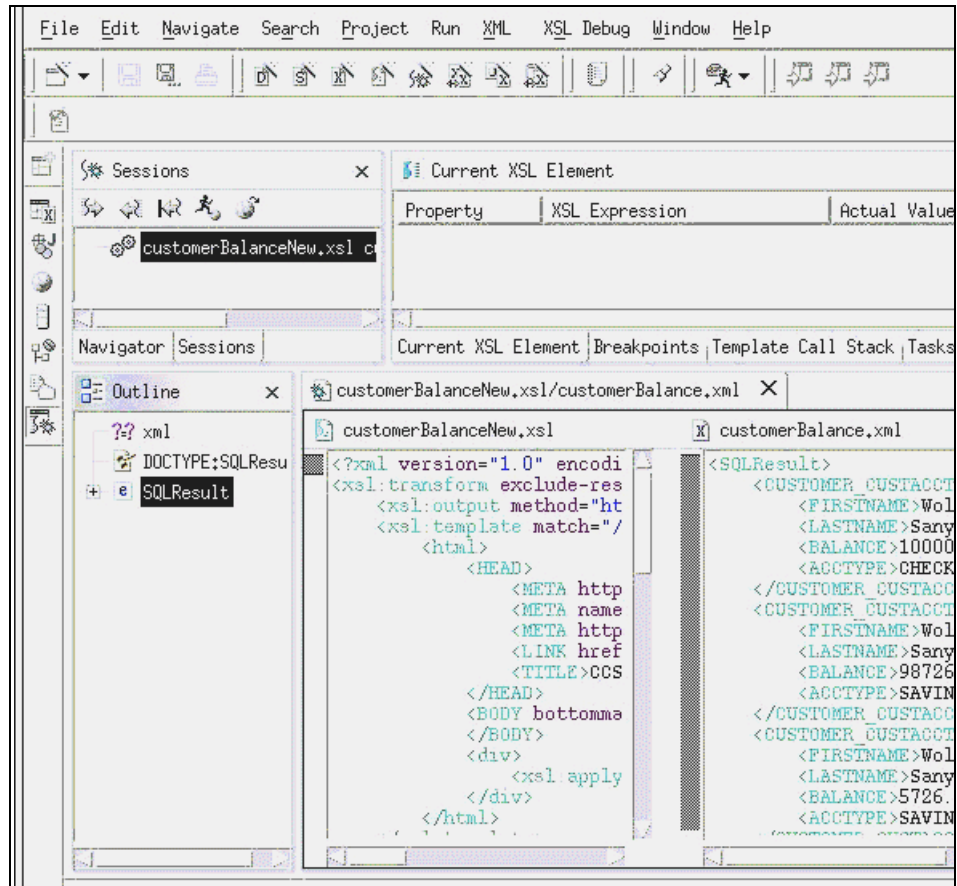 File Edit Navigate Search Project Run XML XSL Debug Window Help
Sessions
Current XSL Element
Property XSL Expression Actual Value
customerBalanceNew.xsl
Navigator Sessions
Current XSL Element Breakpoints Template Call Stack Tasks
Outline
customerBalanceNew.xsl/customerBalance.xml
?=? xml
DOCTYPE:SQLResu
e SQLResult
customerBalanceNew.xsl
<?xml version="1.0" encodi
<xsl:transform exclude-res
<xsl:output method="ht
<xsl:template match="/
<html>
<HEAD>
<META http
<META name
<META http
<LINK href
<TITLE>CCS
</HEAD>
<BODY bottomma
</BODY>
<div>
<xsl:apply
</div>
</html>
customerBalance.xml
<SQLResult>
<CUSTOMER_CUSTACCT
<FIRSTNAME>Wol
<LASTNAME>Sany
<BALANCE>10000
<ACCTYPE>CHECK
</CUSTOMER_CUSTACC
<CUSTOMER_CUSTACCT
<FIRSTNAME>Wol
<LASTNAME>Sany
<BALANCE>98726
<ACCTYPE>SAVIN
</CUSTOMER_CUSTACC
<CUSTOMER_CUSTACCT
<FIRSTNAME>Wol
<LASTNAME>Sany
<BALANCE>5726.
<ACCTYPE>SAVIN